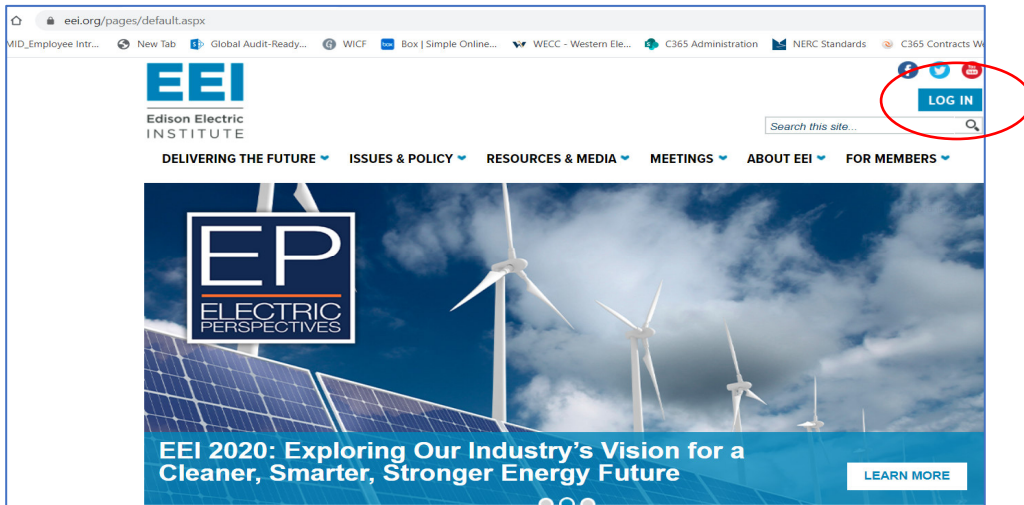 eei.org/pages/default.aspx
MID_Employee Intr... New Tab Global Audit-Ready... WICF Box | Simple Online... WECC - Western Ele... C365 Administration NERC Standards C365 Contracts We
EEI
Edison Electric
INSTITUTE
LOG IN
Search this site...
DELIVERING THE FUTURE ISSUES & POLICY RESOURCES & MEDIA MEETINGS ABOUT EEI FOR MEMBERS
EP
ELECTRIC
PERSPECTIVES
EEI 2020: Exploring Our Industry's Vision for a
Cleaner, Smarter, Stronger Energy Future
LEARN MORE